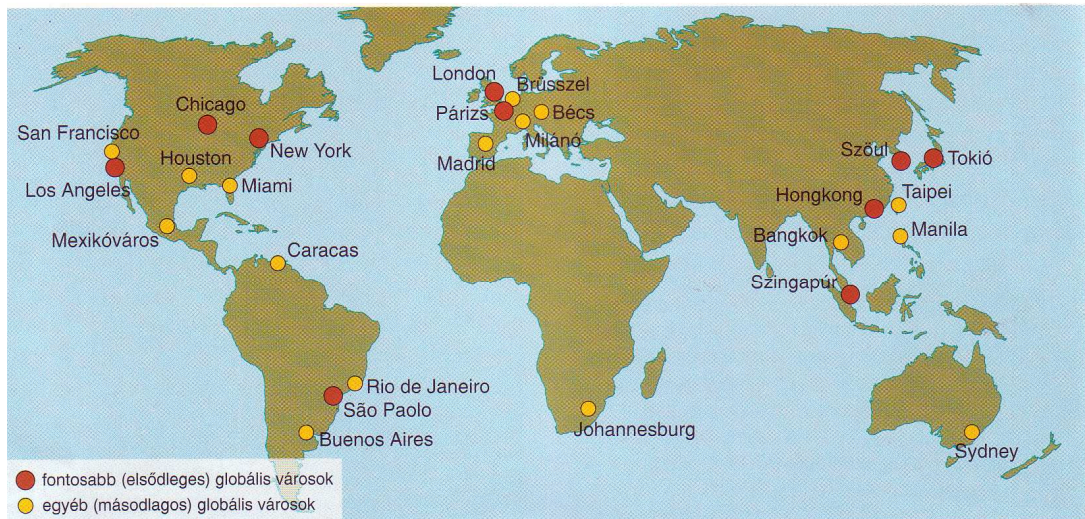 London
Brüsszel
Chicago
Párizs
Bécs
San Francisco
New York
Milánó
Szöul
Tokió
Houston
Madrid
Los Angeles
Miami
Hongkong
Taipei
Mexikóváros
Bangkok
Manila
Caracas
Szingapúr
Rio de Janeiro
São Paolo
Johannesburg
Buenos Aires
Sydney
fontosabb (elsődleges) globális városok
egyéb (másodlagos) globális városok